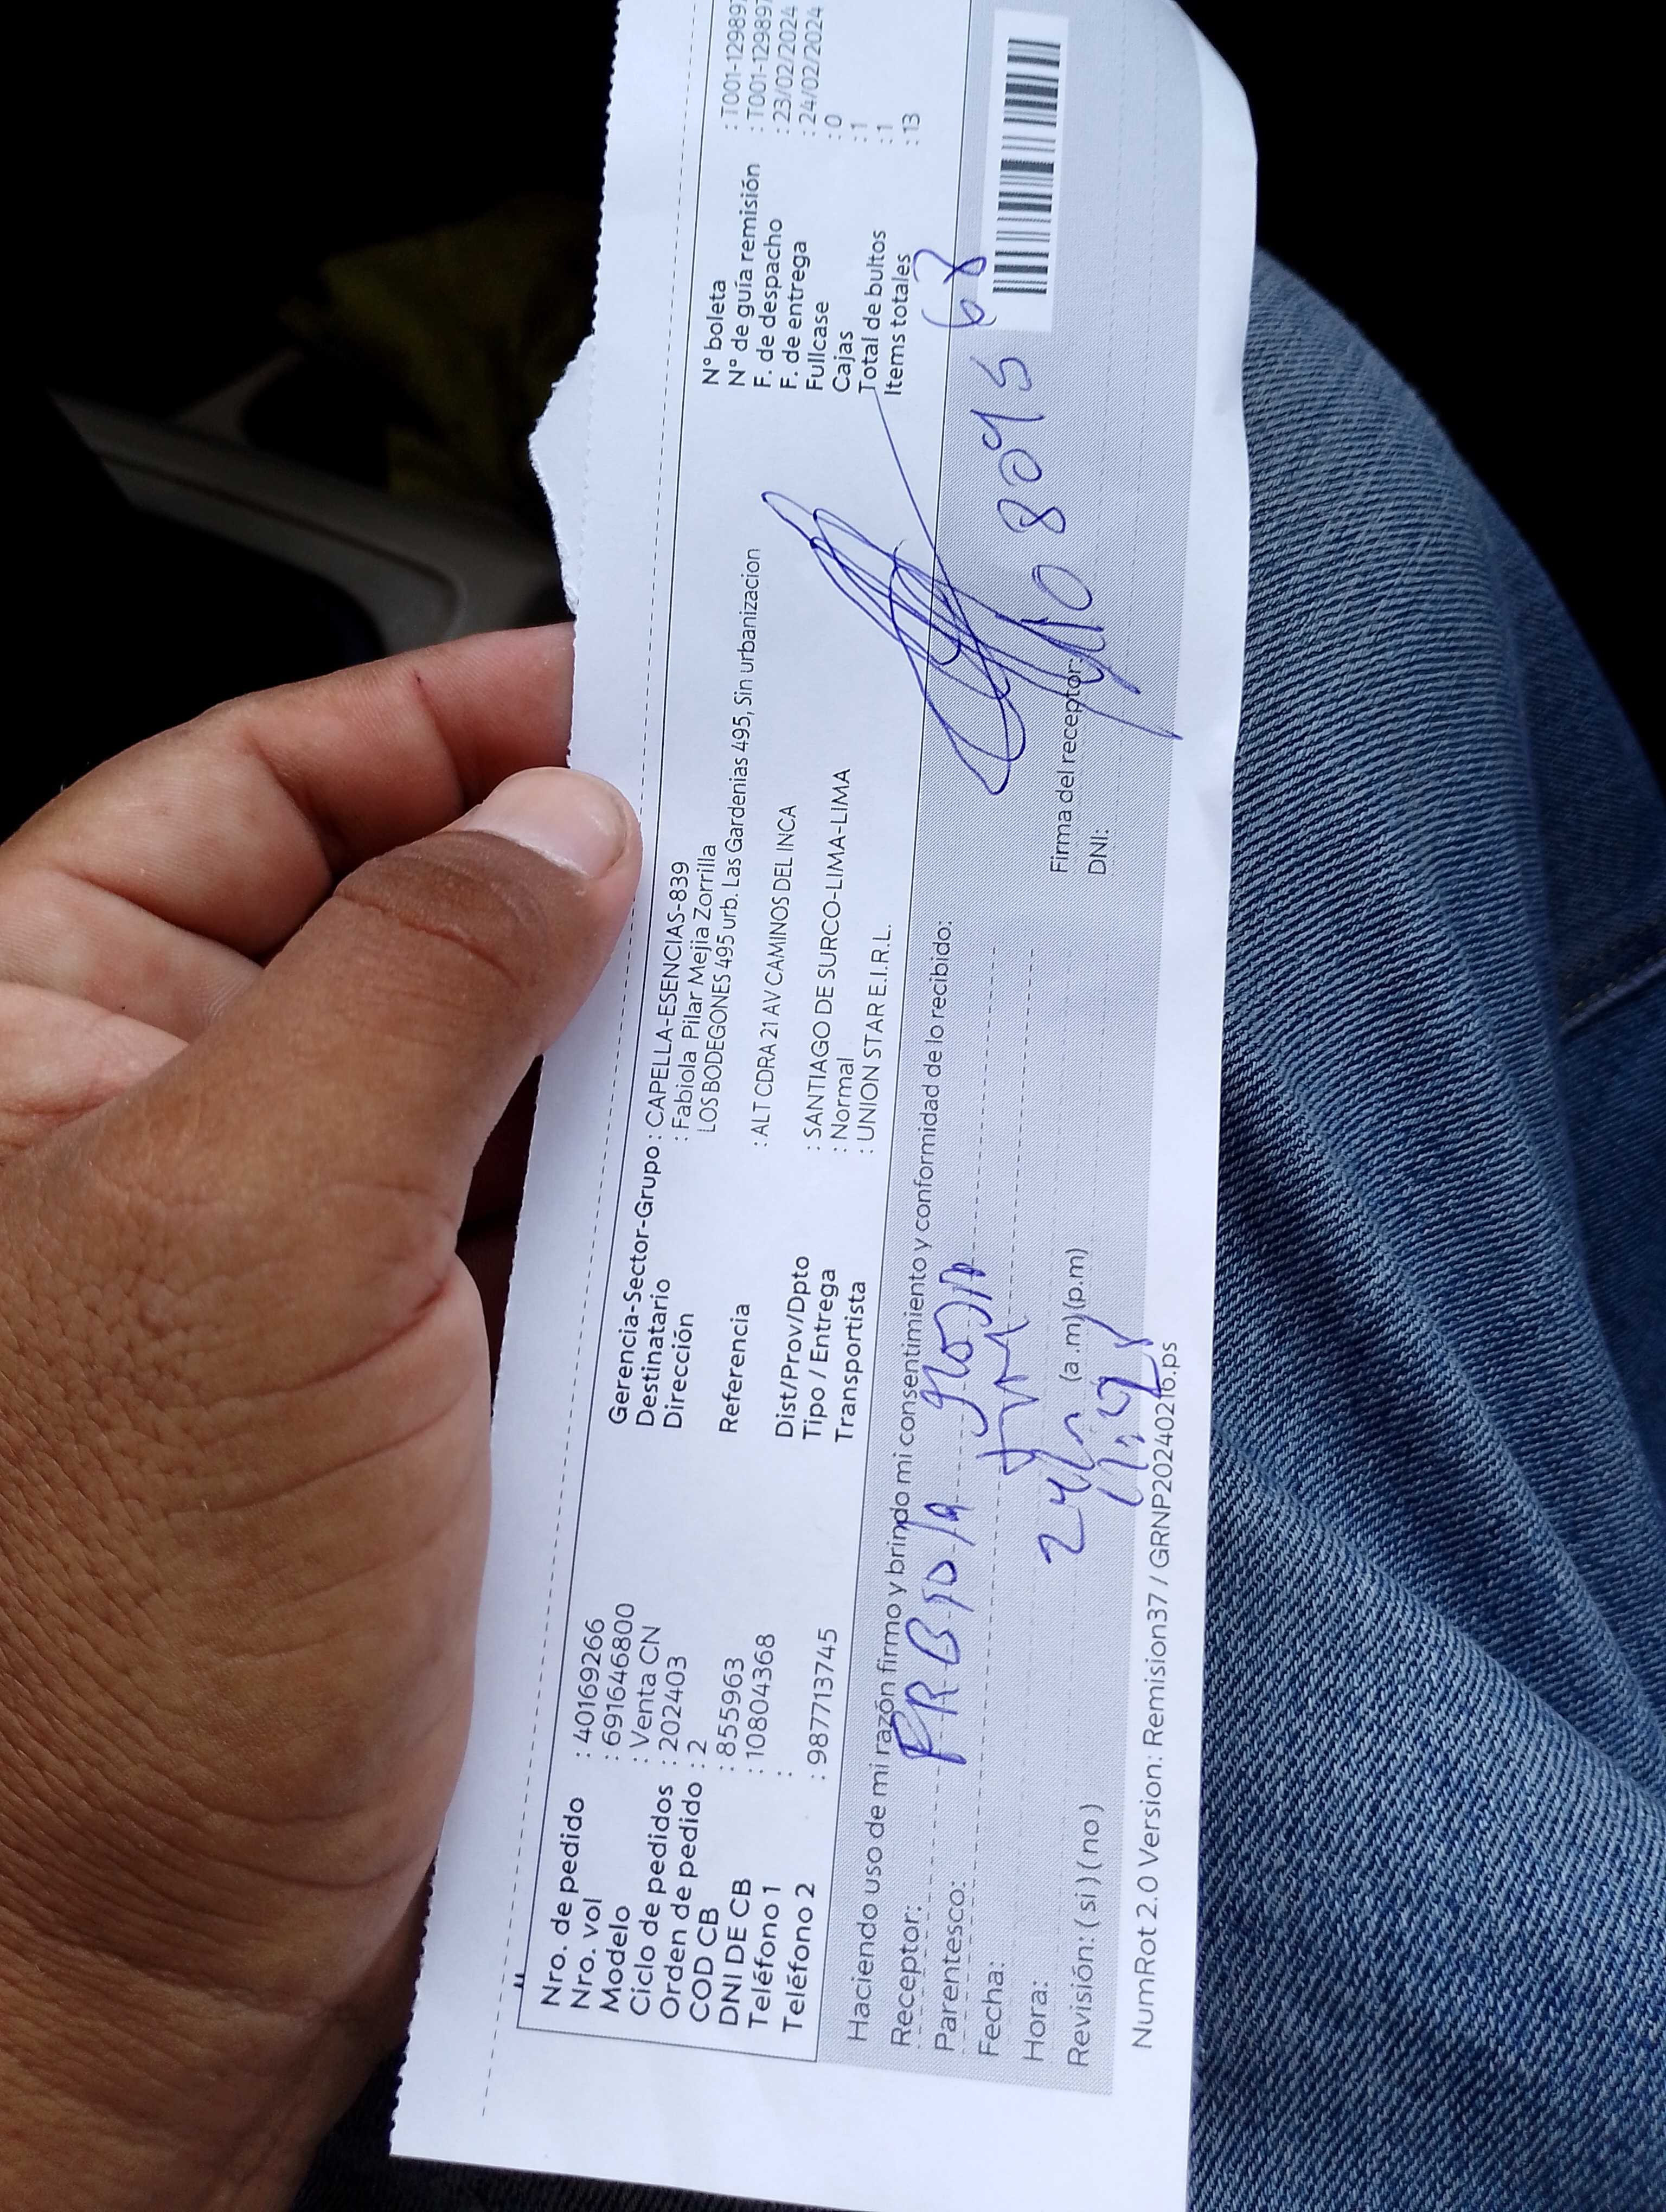 Nro. de pedido : 40169266
Nro. vol : 6916468​00
Modelo : Venta CN
Ciclo de pedidos : 202403
Orden de pedido : 2
COD CB : 855963
DNI DE CB : 10804368
Teléfono 1 :
Teléfono 2 : 987713745
Gerencia-Sector-Grupo : CAPELLA-ESENCIAS-839
Destinatario : Fabiola Pilar Mejia Zorrilla
Dirección LOS BODEGONES 495 urb. Las Gardenias 495, Sin urbanizacion
Referencia : ALT CDRA 21 AV CAMINOS DEL INCA
Dist/Prov/Dpto : SANTIAGO DE SURCO-LIMA-LIMA
Tipo / Entrega : Normal
Transportista : UNION STAR E.I.R.L.
N° boleta : T001-12989
N° de guía remisión : T001-12989
F. de despacho : 23/02/2024
F. de entrega : 24/02/2024
Fullcase : 0
Cajas : 1
Total de bultos : 1
Items totales : 13
Haciendo uso de mi razón firmo y brindo mi consentimiento y conformidad de lo recibido:
Receptor:
Parentesco:
Fecha:
Hora: (a.m) (p.m)
Revisión: ( si ) ( no )
Firma del receptor:
DNI:
NumRot 2.0 Version: Remision37 / GRNP20240216.ps